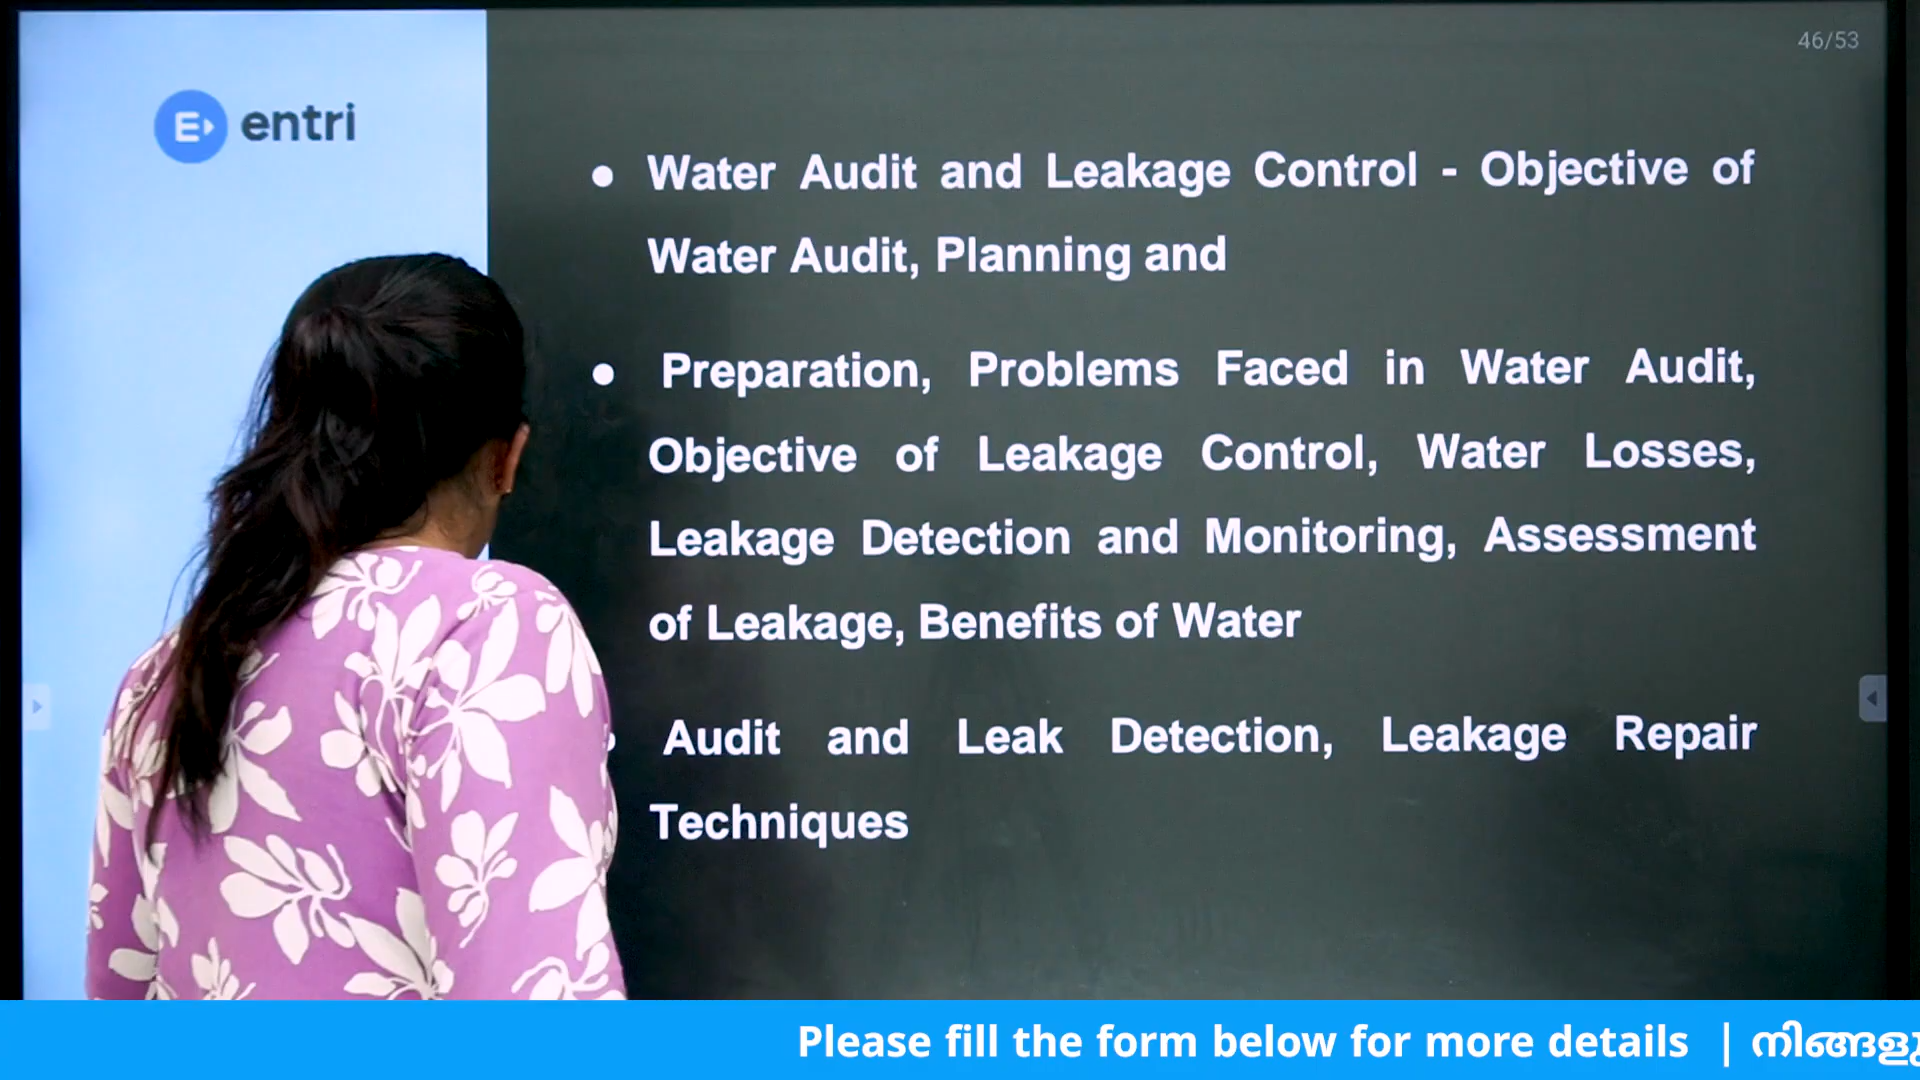 46/53
E entri
• Water Audit and Leakage Control - Objective of
Water Audit, Planning and
• Preparation, Problems Faced in Water Audit,
Objective of Leakage Control, Water Losses,
Leakage Detection and Monitoring, Assessment
of Leakage, Benefits of Water
Audit and Leak Detection, Leakage Repair
Techniques
Please fill the form below for more details |